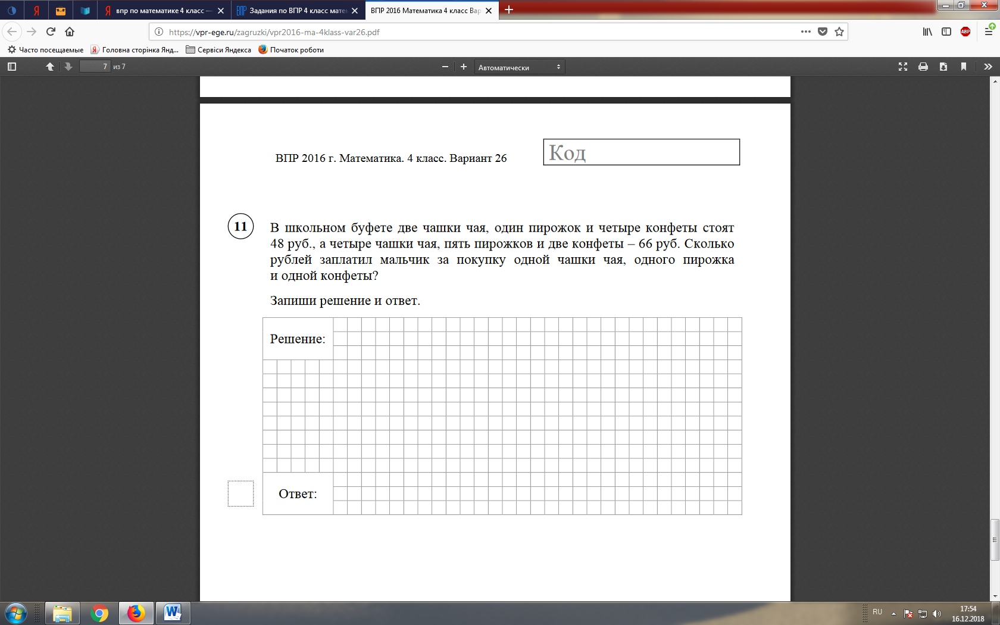 впр по математике 4 класс —
Задания по ВПР 4 класс матем
ВПР 2016 Математика 4 класс Вар
https://vpr-ege.ru/zagruzki/vpr2016-ma-4klass-var26.pdf
ABP
Часто посещаемые
Головна сторінка Янд...
Сервіси Яндекса
Початок роботи
7 из 7
Автоматически
ВПР 2016 г. Математика. 4 класс. Вариант 26
Код
11
В школьном буфете две чашки чая, один пирожок и четыре конфеты стоят
48 руб., а четыре чашки чая, пять пирожков и две конфеты – 66 руб. Сколько
рублей заплатил мальчик за покупку одной чашки чая, одного пирожка
и одной конфеты?
Запиши решение и ответ.
Решение:
Ответ:
RU
17:54
16.12.2018